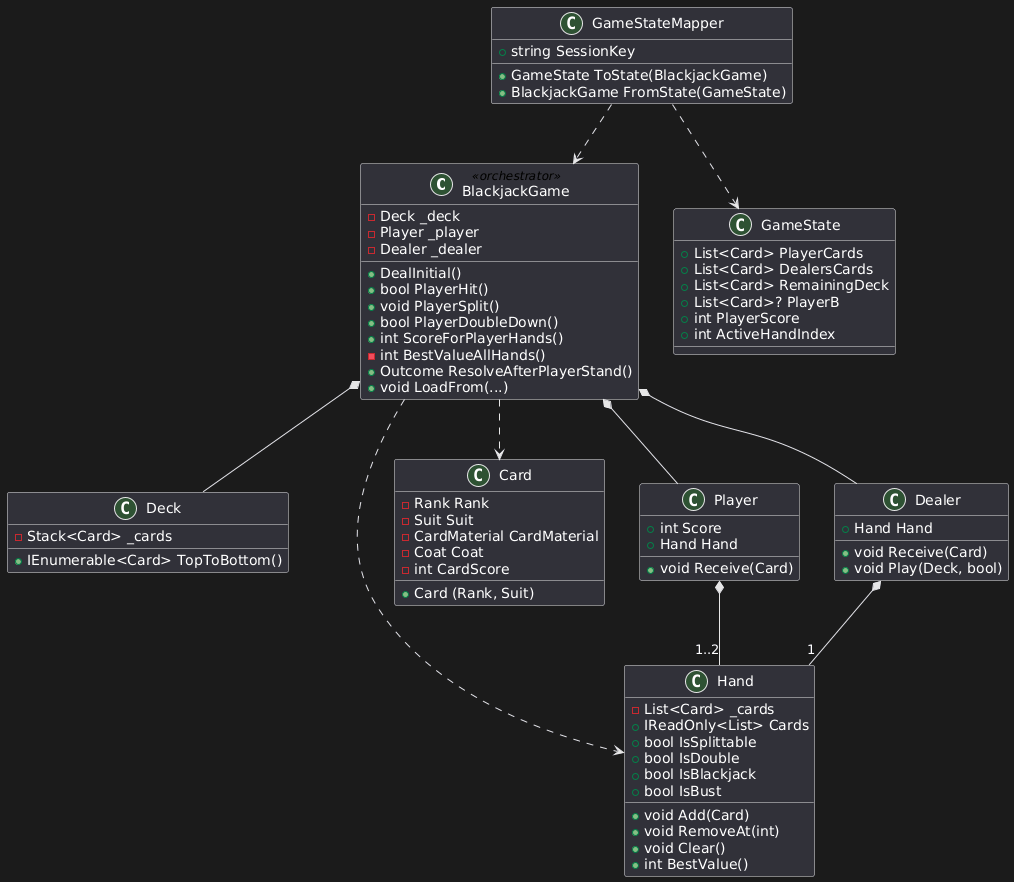 C GameStateMapper
string SessionKey
GameState ToState(BlackjackGame)
BlackjackGame FromState(GameState)
«orchestrator»
C BlackjackGame
Deck _deck
Player _player
Dealer _dealer
DealInitial()
bool PlayerHit()
void PlayerSplit()
bool PlayerDoubleDown()
int ScoreForPlayerHands()
int BestValueAllHands()
Outcome ResolveAfterPlayerStand()
void LoadFrom(...)
C GameState
List<Card> PlayerCards
List<Card> DealersCards
List<Card> RemainingDeck
List<Card>? PlayerB
int PlayerScore
int ActiveHandIndex
C Deck
Stack<Card> _cards
IEnumerable<Card> TopToBottom()
C Card
Rank Rank
Suit Suit
CardMaterial CardMaterial
Coat Coat
int CardScore
Card (Rank, Suit)
C Player
int Score
Hand Hand
void Receive(Card)
C Dealer
Hand Hand
void Receive(Card)
void Play(Deck, bool)
1..2
1
C Hand
List<Card> _cards
IReadOnly<List> Cards
bool IsSplittable
bool IsDouble
bool IsBlackjack
bool IsBust
void Add(Card)
void RemoveAt(int)
void Clear()
int BestValue()